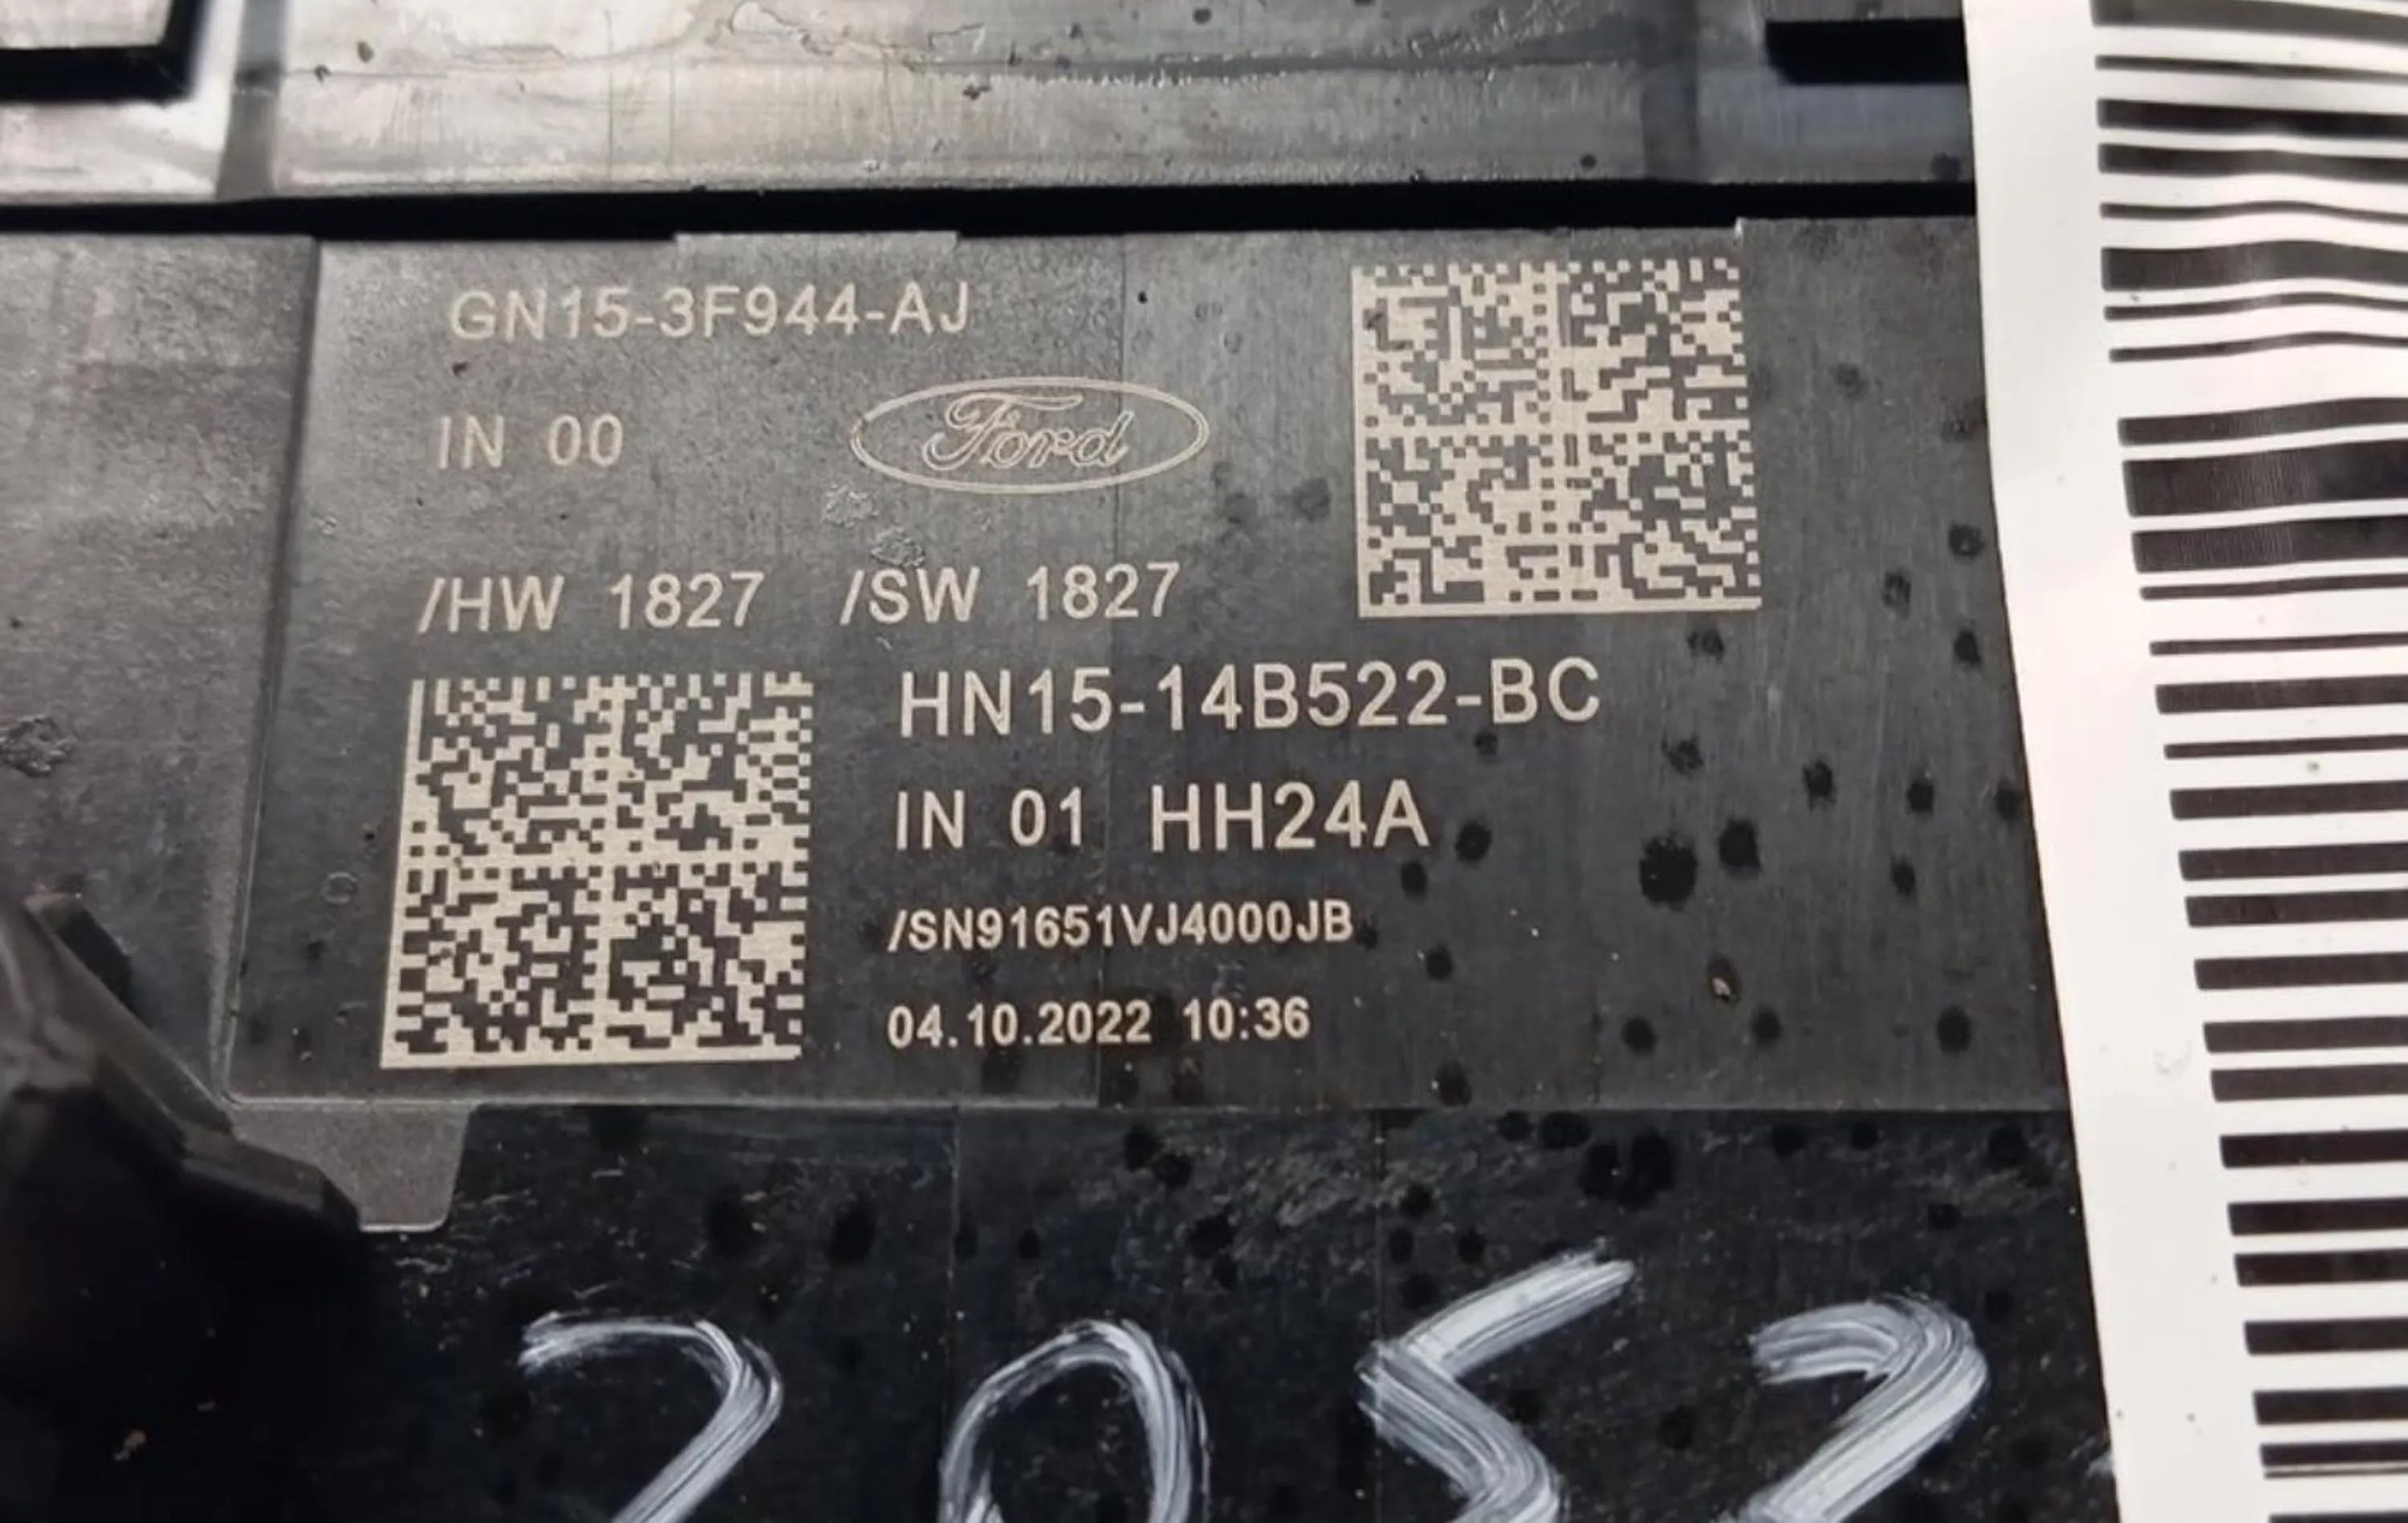 GN15-3F944-AJ
IN 00
Ford
/HW 1827 /SW 1827
HN15-14B522-BC
IN 01 HH24A
/SN91651VJ4000JB
04.10.2022 10:36
2052